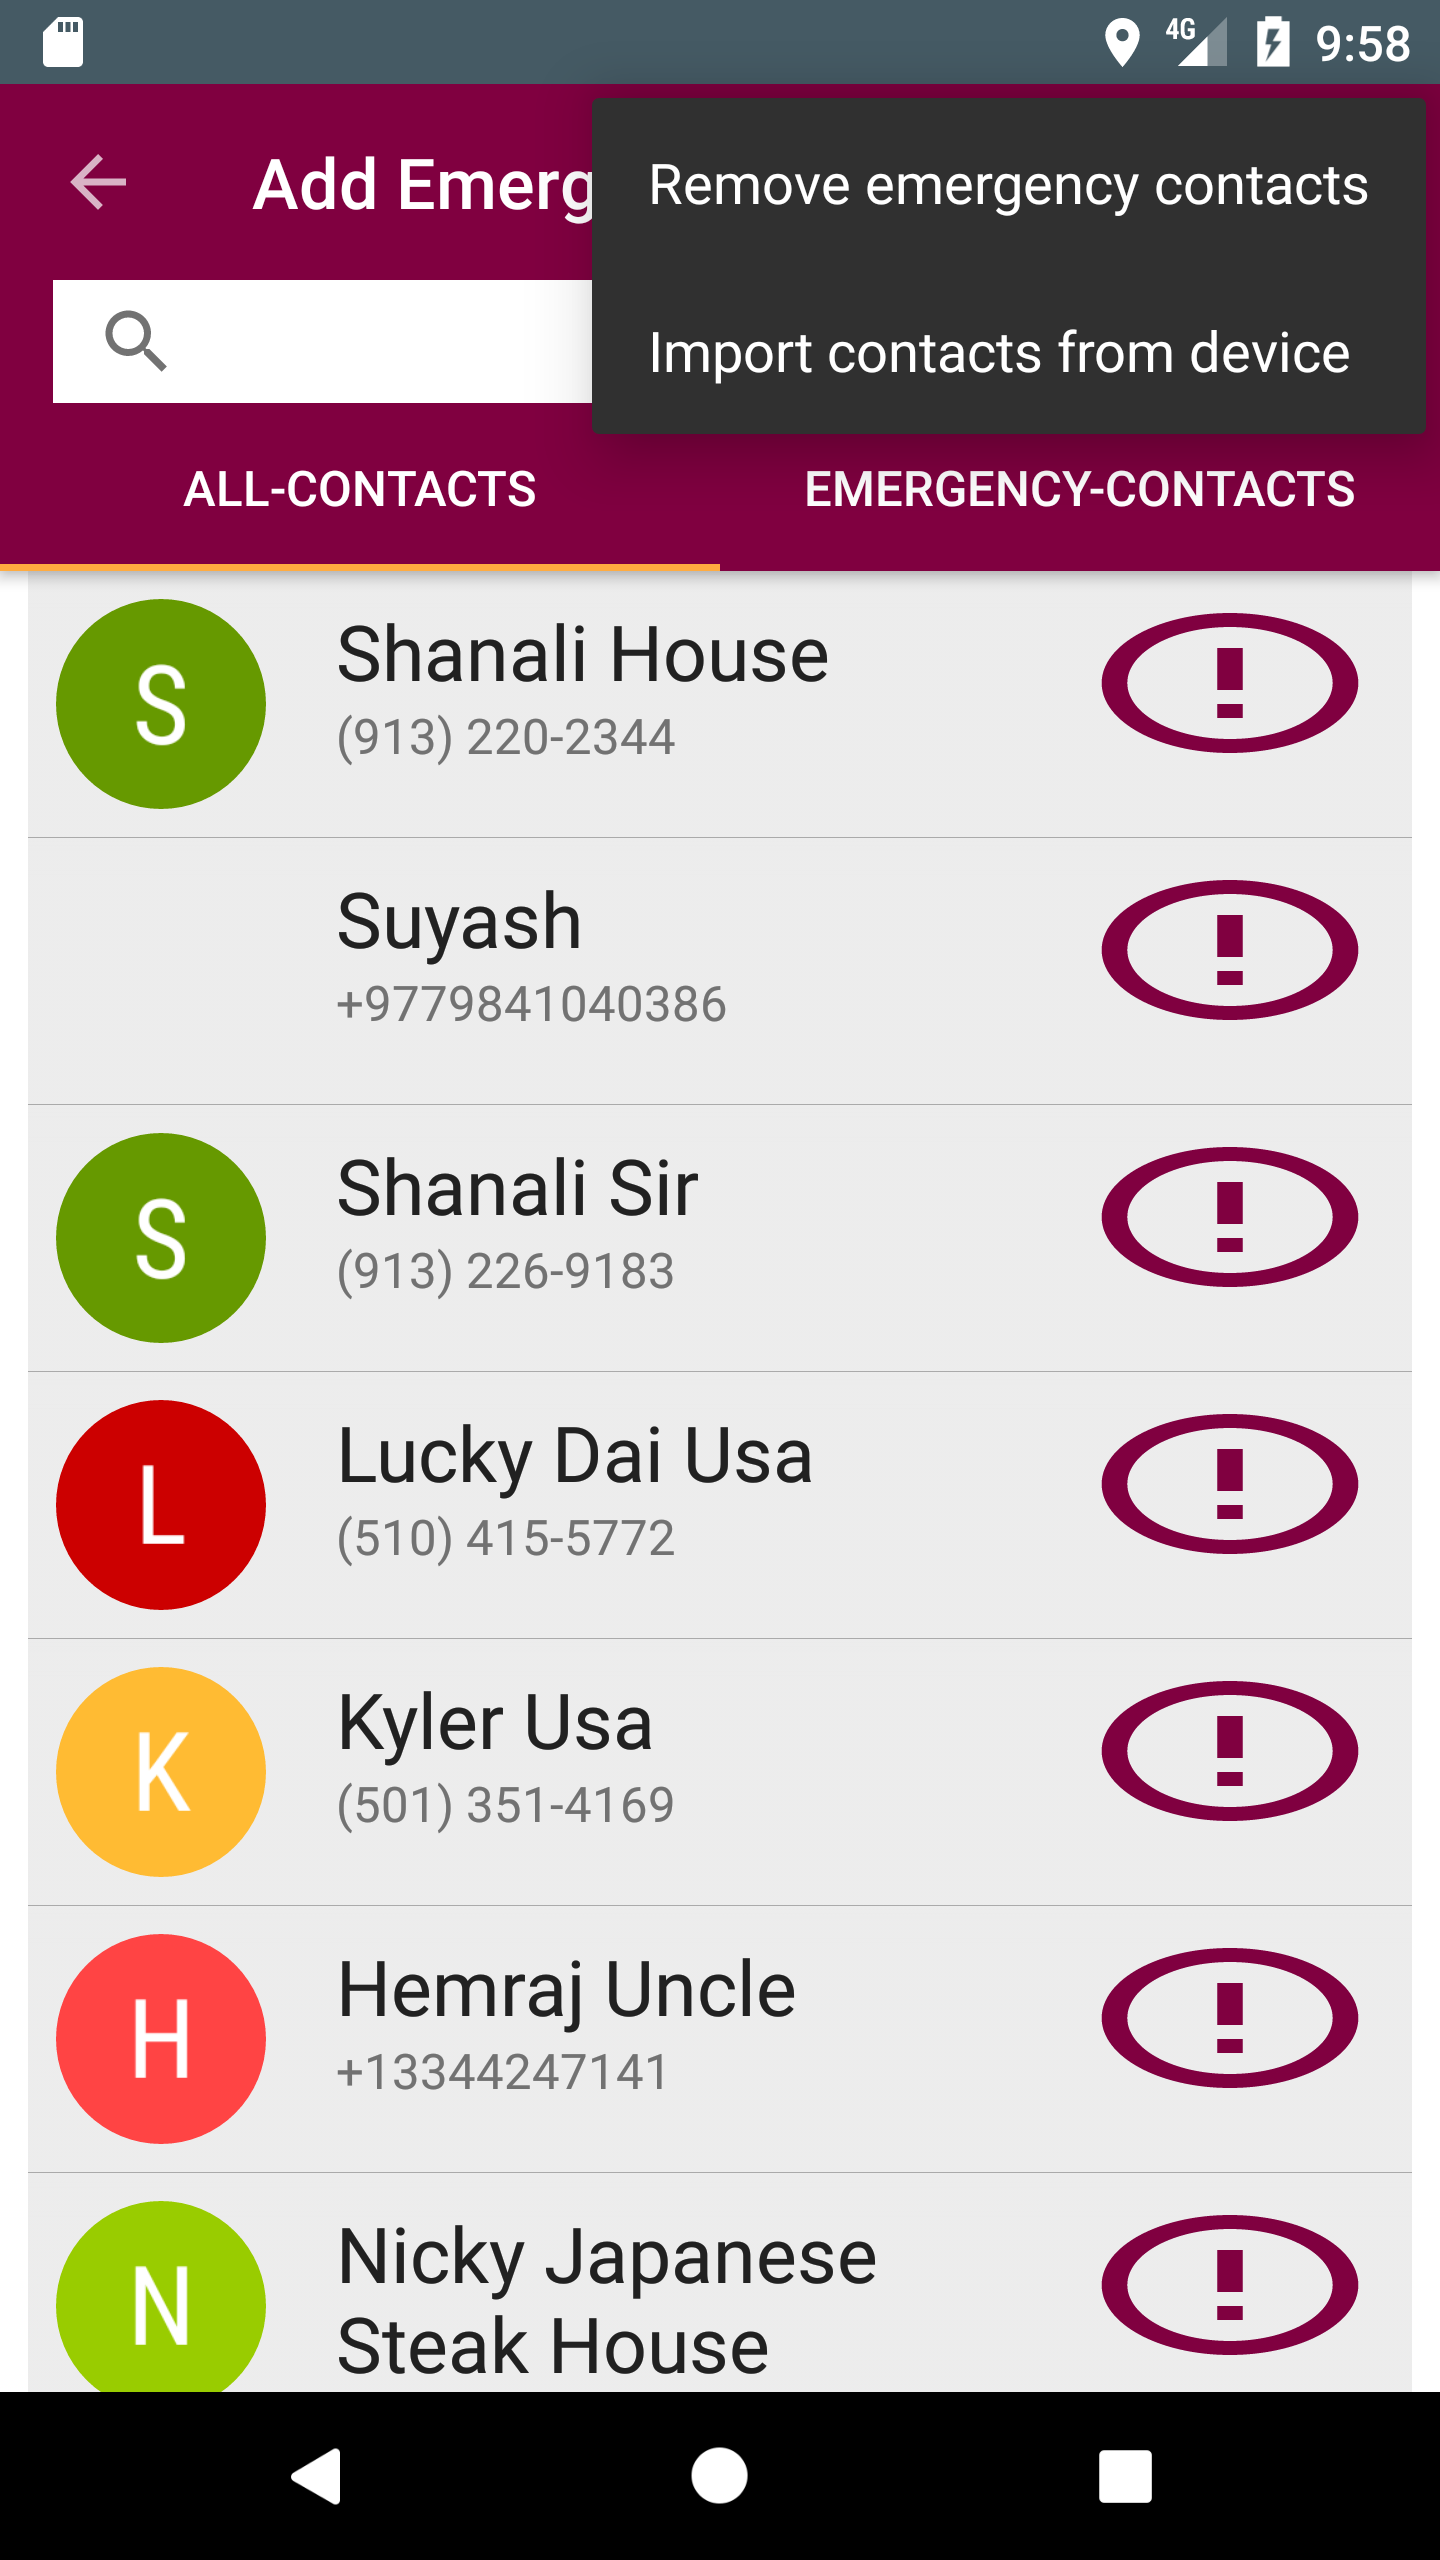 4G 9:58
Add Emerg
Remove emergency contacts
Import contacts from device
ALL-CONTACTS EMERGENCY-CONTACTS
S
Shanali House
(913) 220-2344
Suyash
+9779841040386
S
Shanali Sir
(913) 226-9183
L
Lucky Dai Usa
(510) 415-5772
K
Kyler Usa
(501) 351-4169
H
Hemraj Uncle
+13344247141
N
Nicky Japanese
Steak House